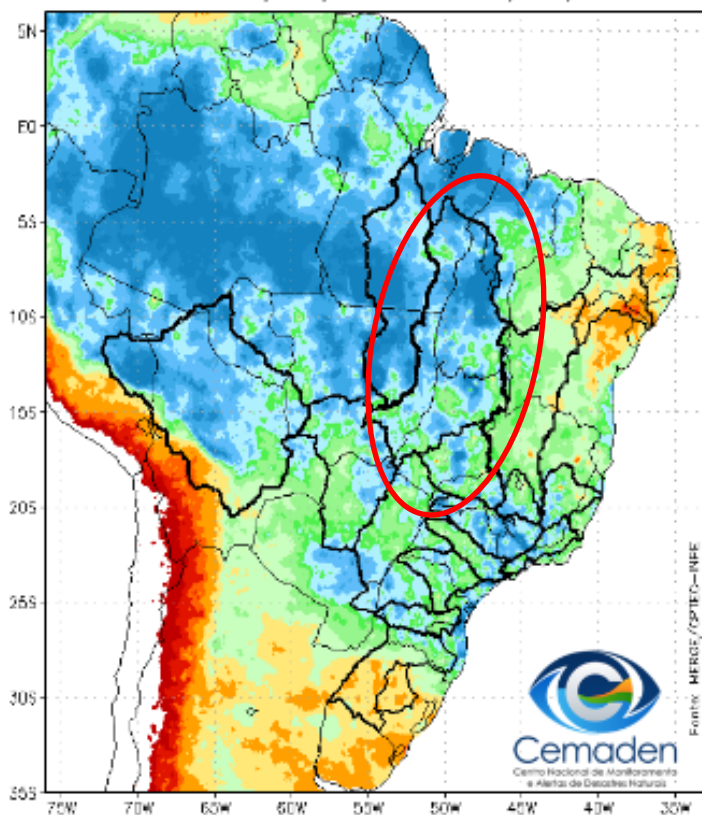 5N
EQ
5S
10S
15S
20S
25S
30S
35S
75W
70W
65W
60W
55W
50W
45W
40W
35W
Fonte: MERGE/CPTEC-INPE
Cemaden
Centro Nacional de Monitoramento
e Alertas de Desastres Naturais